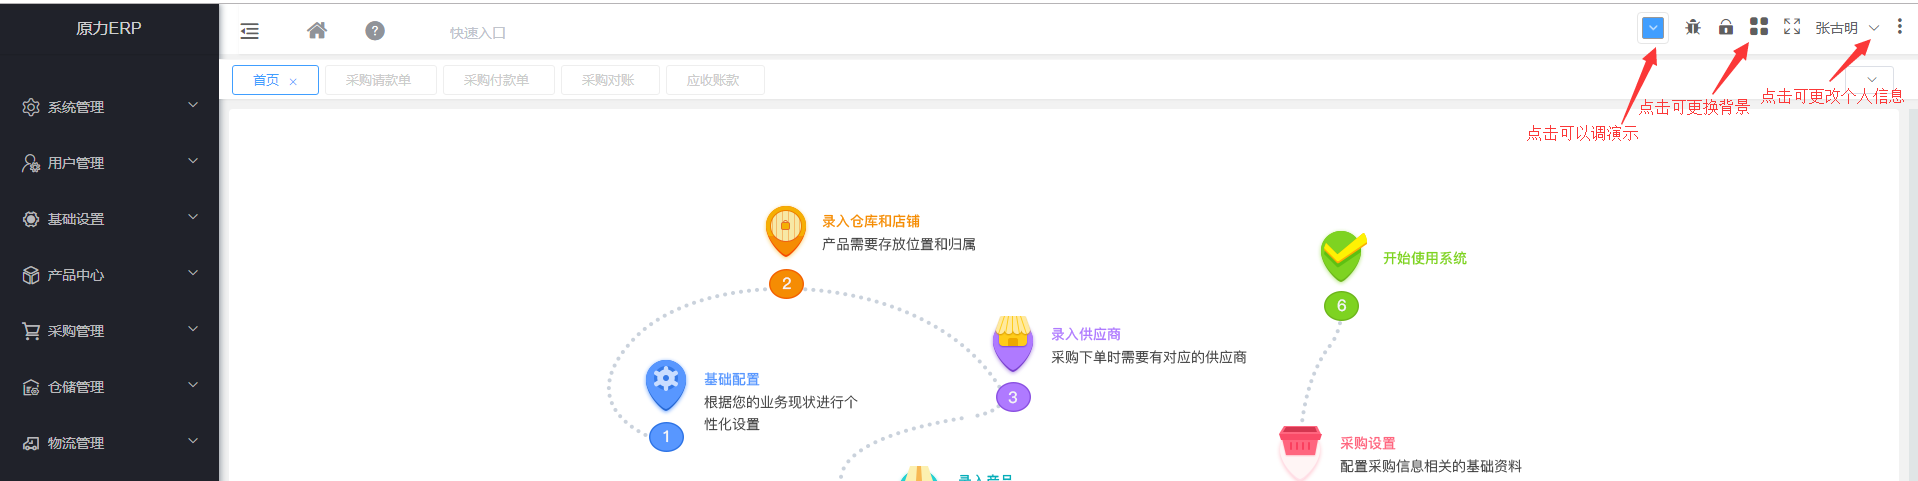 原力ERP
快速入口
张古明
首页 ×
采购请款单
采购付款单
采购对账
应收账款
点击可更改个人信息
点击可更换背景
点击可以调演示
系统管理
用户管理
基础设置
产品中心
采购管理
仓储管理
物流管理
录入仓库和店铺
产品需要存放位置和归属
2
开始使用系统
6
录入供应商
采购下单时需要有对应的供应商
3
基础配置
根据您的业务现状进行个
性化设置
1
采购设置
配置采购信息相关的基础资料
录入产品